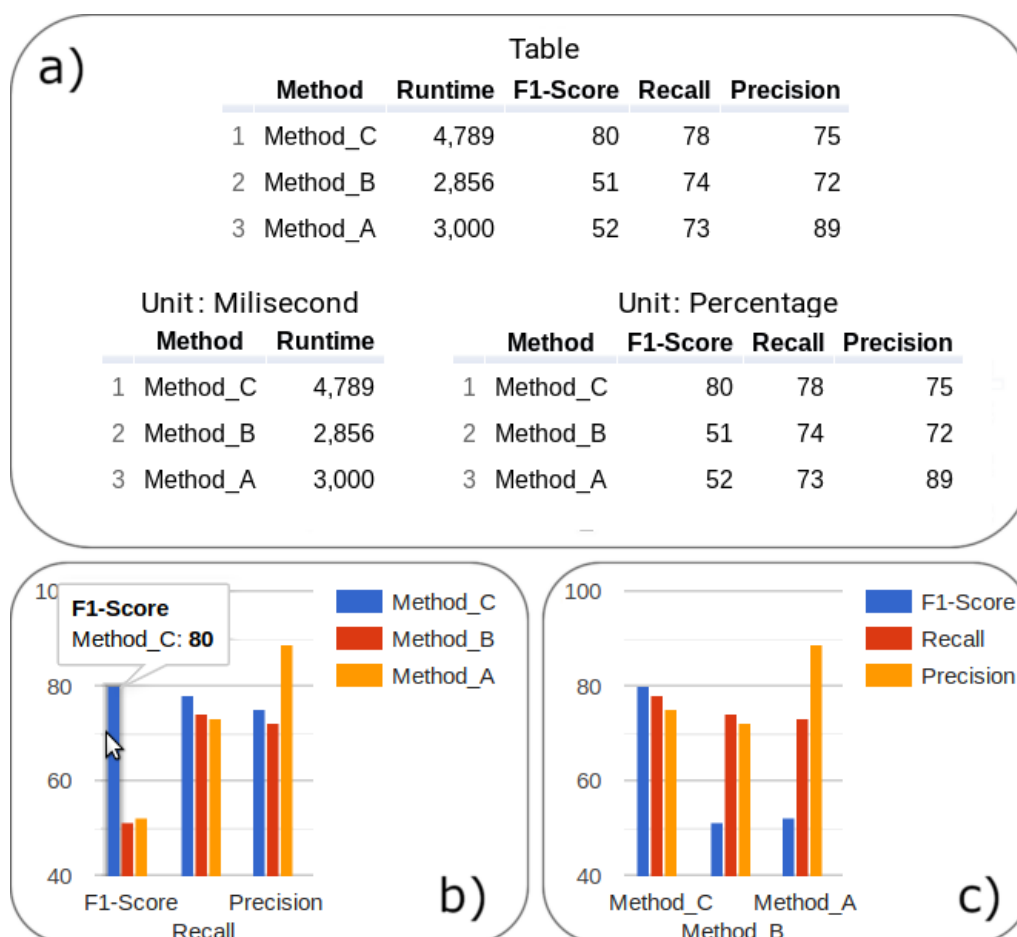 a)
Table
Method Runtime F1-Score Recall Precision
1 Method_C 4,789 80 78 75
2 Method_B 2,856 51 74 72
3 Method_A 3,000 52 73 89
Unit: Milisecond
Method Runtime
1 Method_C 4,789
2 Method_B 2,856
3 Method_A 3,000
Unit: Percentage
Method F1-Score Recall Precision
1 Method_C 80 78 75
2 Method_B 51 74 72
3 Method_A 52 73 89
10
F1-Score
Method_C: 80
80
60
40
Method_C
Method_B
Method_A
F1-Score Precision
Recall
b)
100
80
60
40
F1-Score
Recall
Precision
Method_C Method_A
Method_B
c)